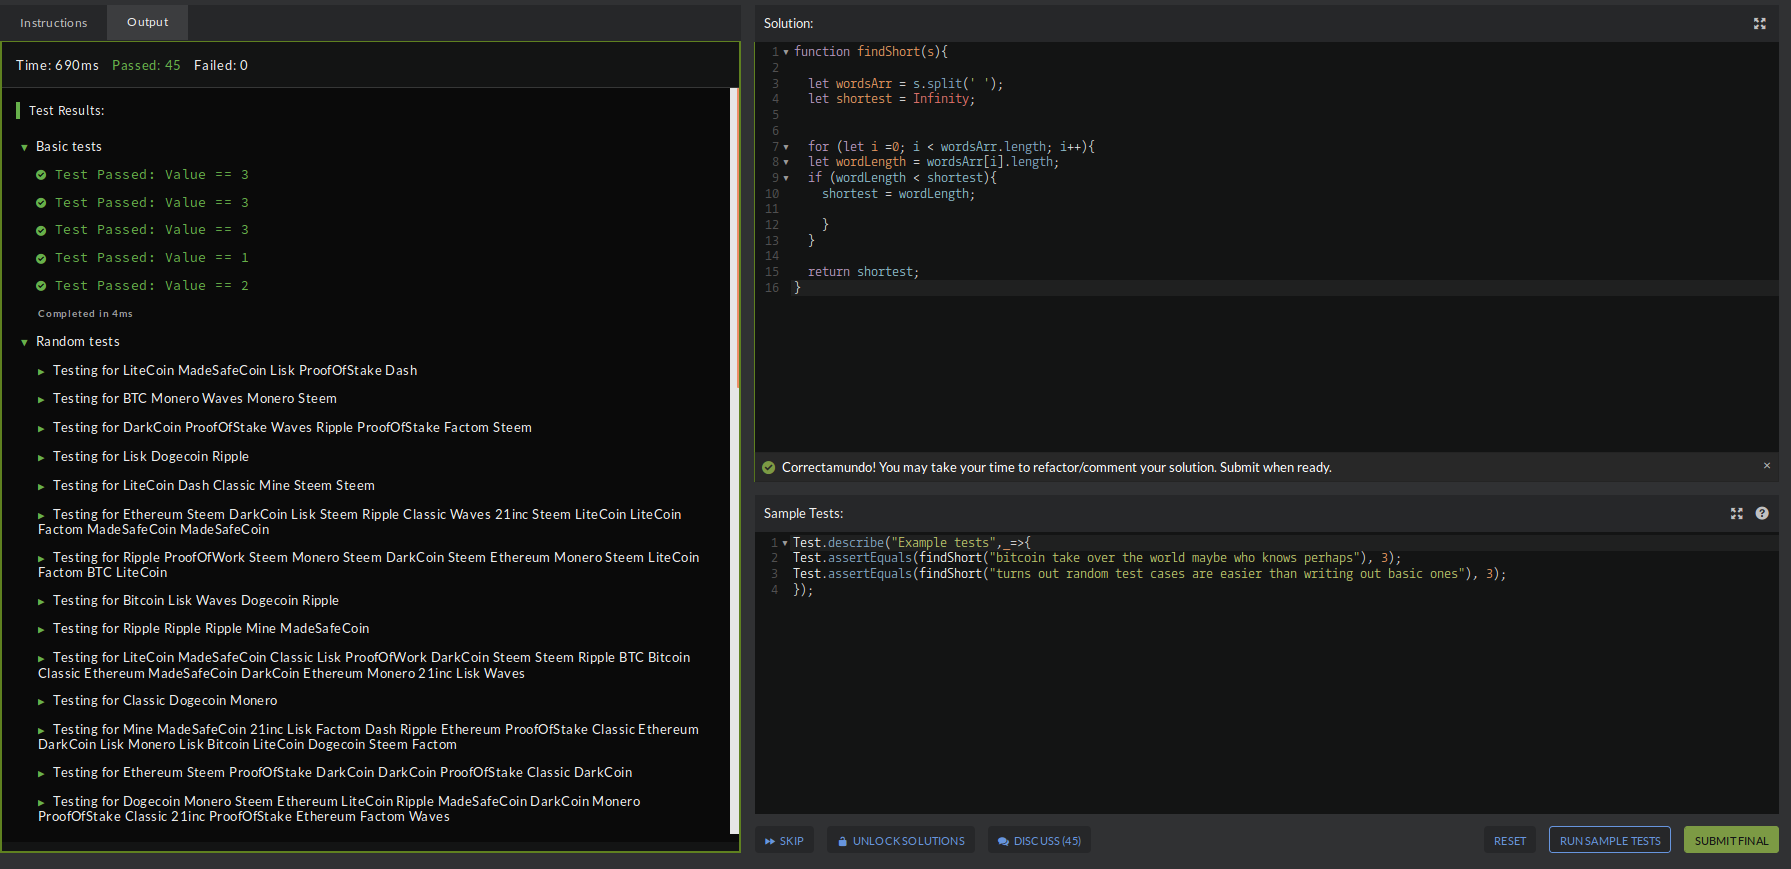 Instructions
Output
Time: 690ms Passed: 45 Failed: 0
Test Results:
Basic tests
Test Passed: Value == 3
Test Passed: Value == 3
Test Passed: Value == 3
Test Passed: Value == 1
Test Passed: Value == 2
Completed in 4ms
Random tests
Testing for LiteCoin MadeSafeCoin Lisk ProofOfStake Dash
Testing for BTC Monero Waves Monero Steem
Testing for DarkCoin ProofOfStake Waves Ripple ProofOfStake Factom Steem
Testing for Lisk Dogecoin Ripple
Testing for LiteCoin Dash Classic Mine Steem Steem
Testing for Ethereum Steem DarkCoin Lisk Steem Ripple Classic Waves 21inc Steem LiteCoin LiteCoin
Factom MadeSafeCoin MadeSafeCoin
Testing for Ripple ProofOfWork Steem Monero Steem DarkCoin Steem Ethereum Monero Steem LiteCoin
Factom BTC LiteCoin
Testing for Bitcoin Lisk Waves Dogecoin Ripple
Testing for Ripple Ripple Ripple Mine MadeSafeCoin
Testing for LiteCoin MadeSafeCoin Classic Lisk ProofOfWork DarkCoin Steem Steem Ripple BTC Bitcoin
Classic Ethereum MadeSafeCoin DarkCoin Ethereum Monero 21inc Lisk Waves
Testing for Classic Dogecoin Monero
Testing for Mine MadeSafeCoin 21inc Lisk Factom Dash Ripple Ethereum ProofOfStake Classic Ethereum
DarkCoin Lisk Monero Lisk Bitcoin LiteCoin Dogecoin Steem Factom
Testing for Ethereum Steem ProofOfStake DarkCoin DarkCoin ProofOfStake Classic DarkCoin
Testing for Dogecoin Monero Steem Ethereum LiteCoin Ripple MadeSafeCoin DarkCoin Monero
ProofOfStake Classic 21inc ProofOfStake Ethereum Factom Waves
Solution:
1 function findShort(s){
2
3 let wordsArr = s.split(' ');
4 let shortest = Infinity;
5
6
7 for (let i =0; i < wordsArr.length; i++){
8 let wordLength = wordsArr[i].length;
9 if (wordLength < shortest){
10 shortest = wordLength;
11
12 }
13 }
14
15 return shortest;
16 }
Correctamundo! You may take your time to refactor/comment your solution. Submit when ready.
×
Sample Tests:
1 Test.describe("Example tests",_=>{
2 Test.assertEquals(findShort("bitcoin take over the world maybe who knows perhaps"), 3);
3 Test.assertEquals(findShort("turns out random test cases are easier than writing out basic ones"), 3);
4 });
SKIP
UNLOCK SOLUTIONS
DISCUSS (45)
RESET
RUN SAMPLE TESTS
SUBMIT FINAL